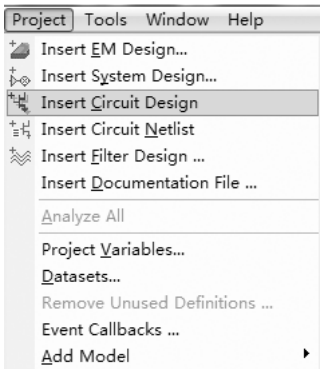 Project Tools Window Help
Insert EM Design...
Insert System Design...
Insert Circuit Design
Insert Circuit Netlist
Insert Filter Design ...
Insert Documentation File ...
Analyze All
Project Variables...
Datasets...
Remove Unused Definitions ...
Event Callbacks ...
Add Model